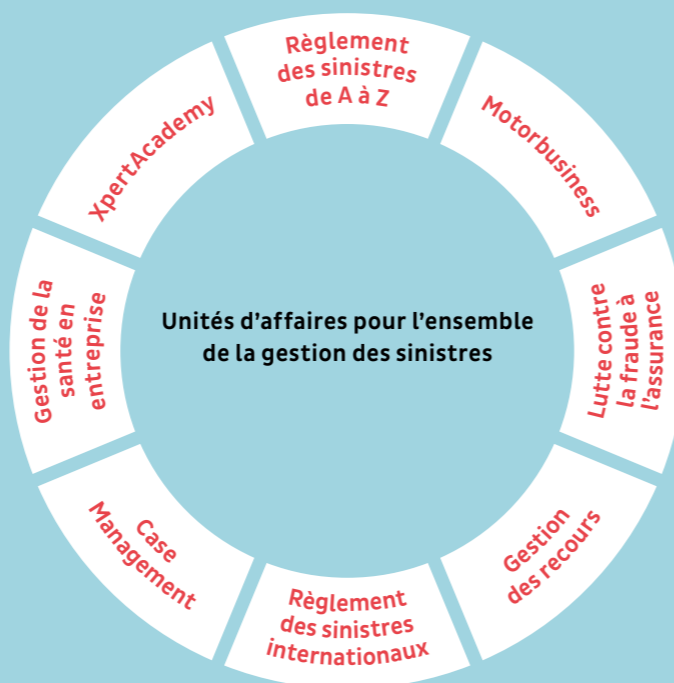 Règlement
des sinistres
de A à Z
Motorbusiness
Lutte contre
la fraude à
l’assurance
Gestion
des recours
Règlement
des sinistres
internationaux
Case
Management
Gestion de la
santé en
entreprise
XpertAcademy
Unités d’affaires pour l’ensemble
de la gestion des sinistres